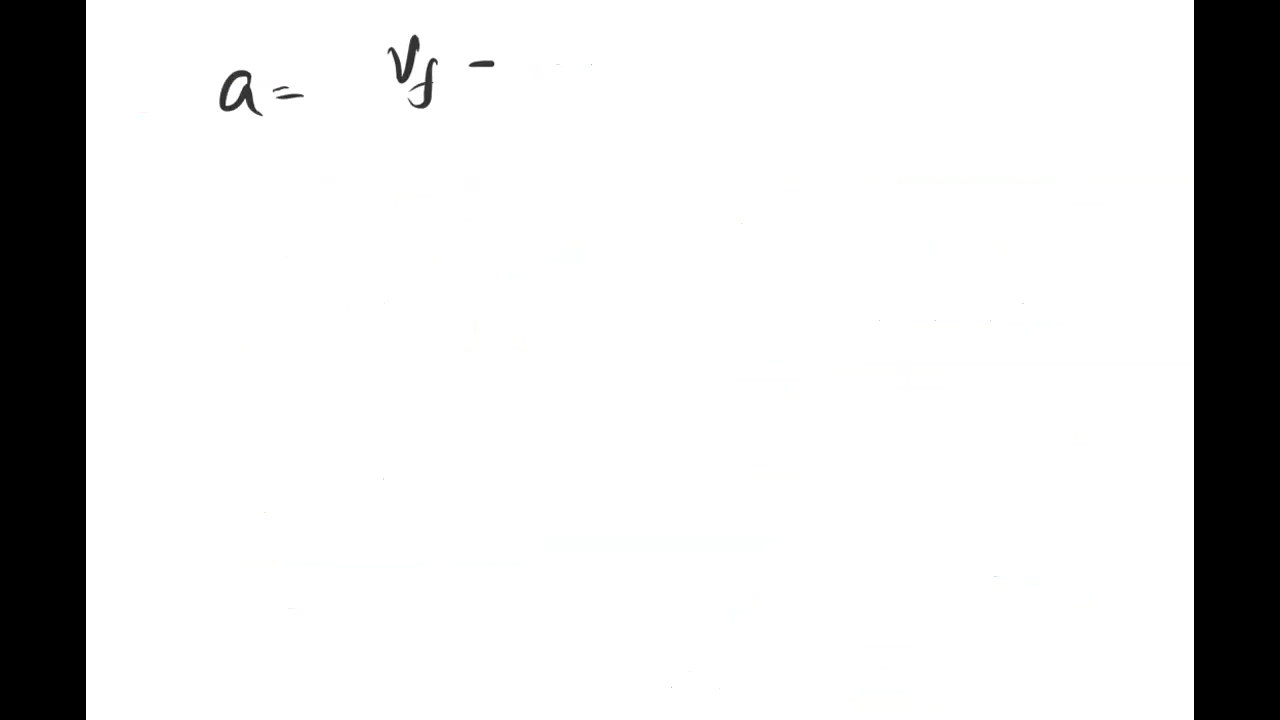 a = v_f -